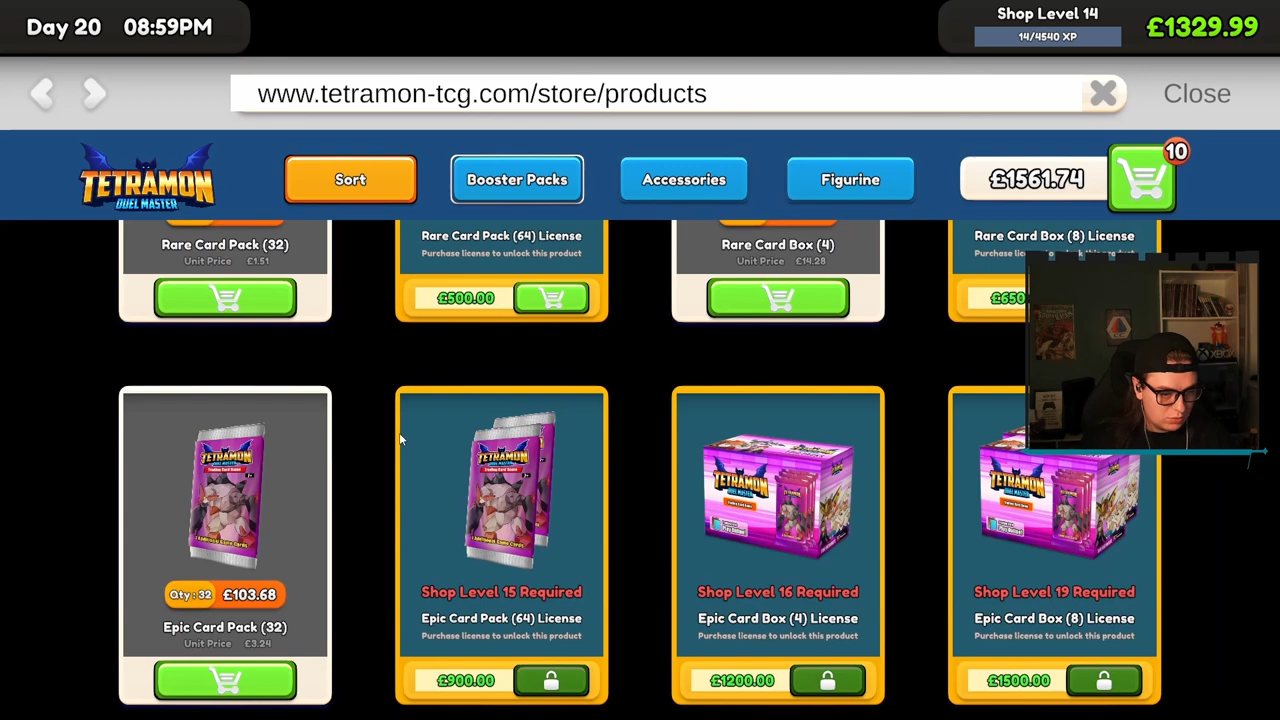 Day 20 08:59PM
Shop Level 14
14/4540 XP
£1329.99
www.tetramon-tcg.com/store/products
Close
TETRAMON
DUEL MASTER
Sort
Booster Packs
Accessories
Figurine
£1561.74
10
Rare Card Pack (32)
Unit Price £1.51
Rare Card Pack (64) License
Purchase license to unlock this product
£500.00
Rare Card Box (4)
Unit Price £14.28
Rare Card Box (8) License
Purchase license to unlock this product
£650
TETRAMON
Qty : 32 £103.68
Epic Card Pack (32)
Unit Price £3.24
TETRAMON
Shop Level 15 Required
Epic Card Pack (64) License
Purchase license to unlock this product
£900.00
TETRAMON
Shop Level 16 Required
Epic Card Box (4) License
Purchase license to unlock this product
£1200.00
TETRAMON
Shop Level 19 Required
Epic Card Box (8) License
Purchase license to unlock this product
£1500.00
XBOX